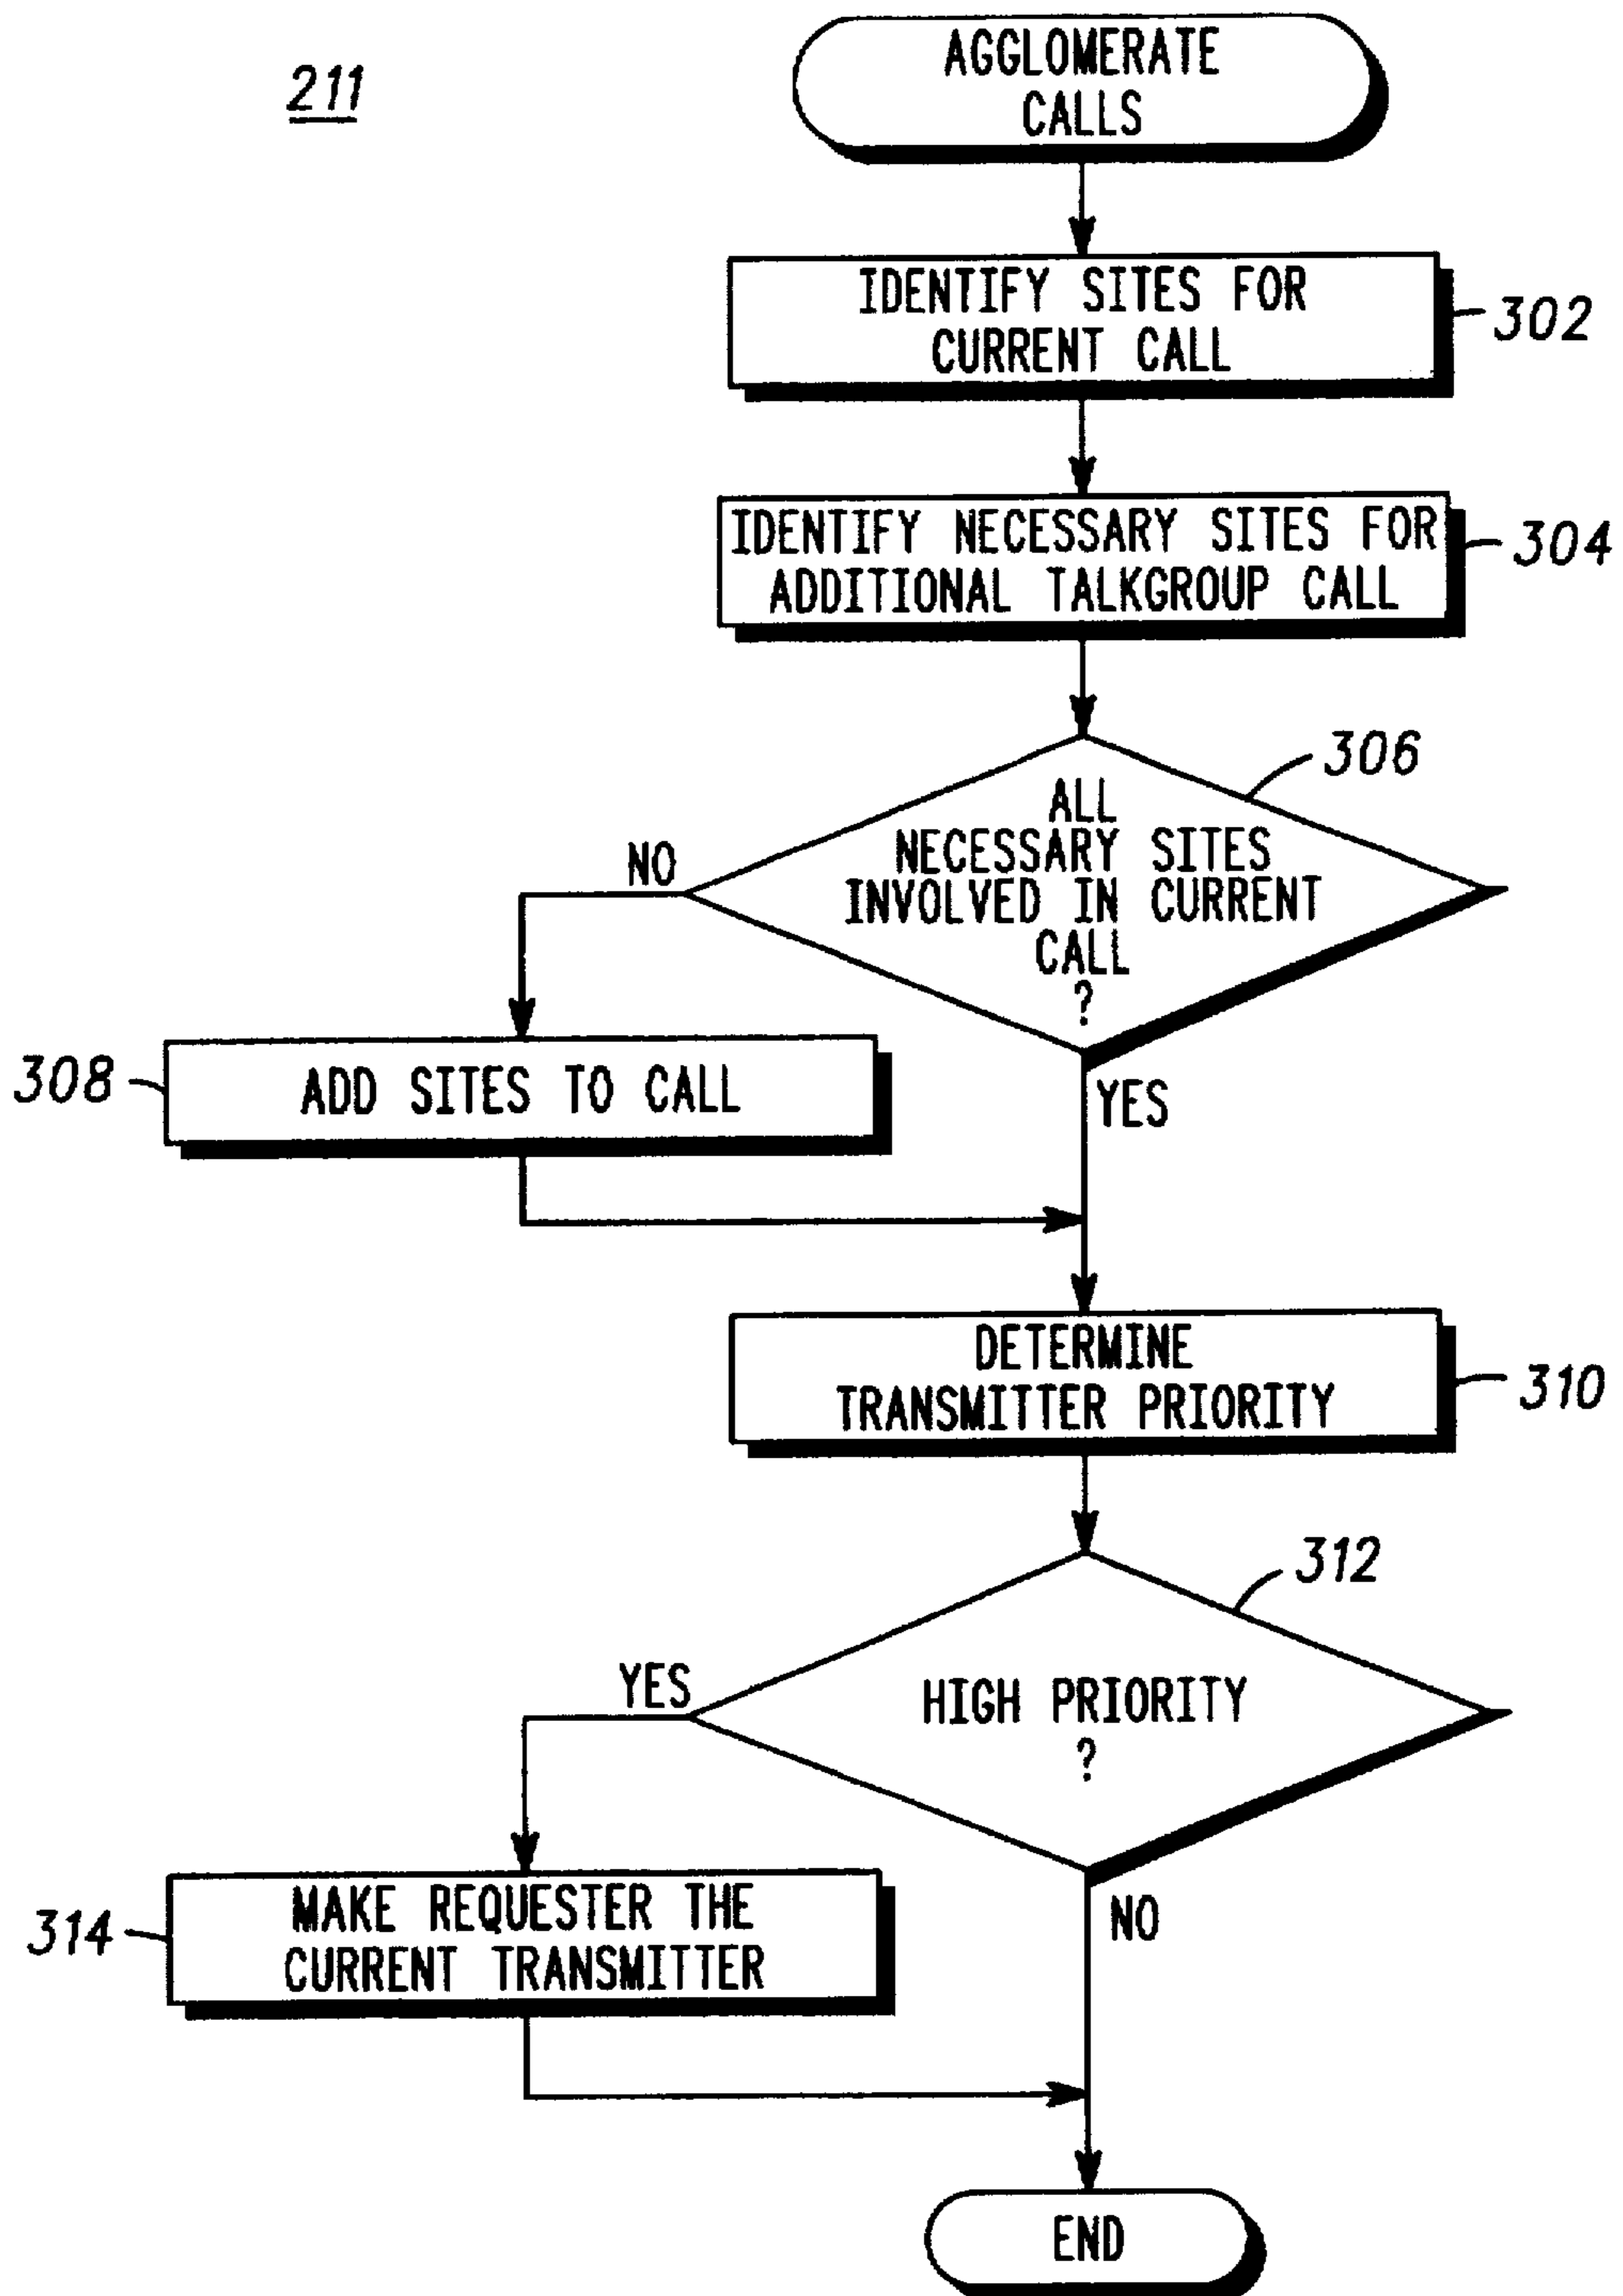 211
AGGLOMERATE
CALLS
IDENTIFY SITES FOR
CURRENT CALL
302
IDENTIFY NECESSARY SITES FOR
ADDITIONAL TALKGROUP CALL
304
306
ALL
NECESSARY SITES
INVOLVED IN CURRENT
CALL
?
NO
YES
308
ADD SITES TO CALL
DETERMINE
TRANSMITTER PRIORITY
310
312
HIGH PRIORITY
?
YES
NO
314
MAKE REQUESTER THE
CURRENT TRANSMITTER
END